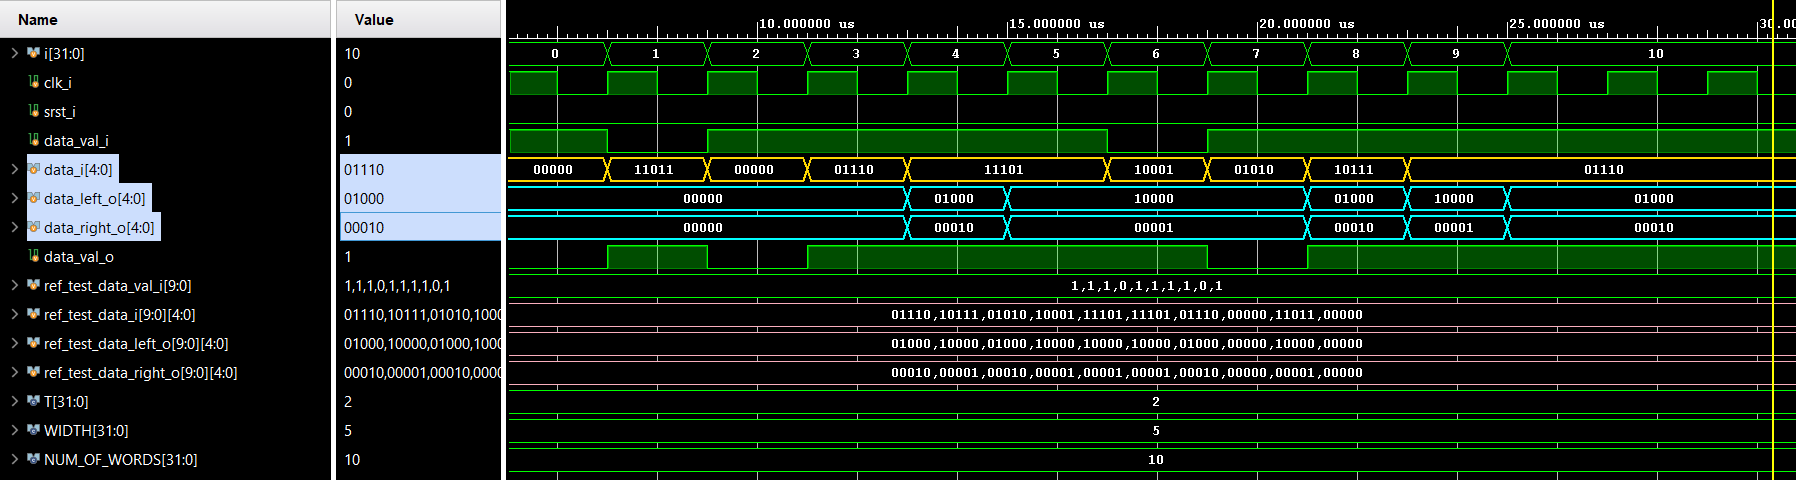 Name Value 10.000000 us 15.000000 us 20.000000 us 25.000000 us 30.00
i[31:0] 10 0 1 2 3 4 5 6 7 8 9 10
clk_i 0
srst_i 0
data_val_i 1
data_i[4:0] 01110 00000 11011 00000 01110 11101 10001 01010 10111 01110
data_left_o[4:0] 01000 00000 01000 10000 01000 10000 01000
data_right_o[4:0] 00010 00000 00010 00001 00010 00001 00010
data_val_o 1
ref_test_data_val_i[9:0] 1,1,1,0,1,1,1,1,0,1 1,1,1,0,1,1,1,1,0,1
ref_test_data_i[9:0][4:0] 01110,10111,01010,1000 01110,10111,01010,10001,11101,11101,01110,00000,11011,00000
ref_test_data_left_o[9:0][4:0] 01000,10000,01000,1000 01000,10000,01000,10000,10000,10000,01000,00000,10000,00000
ref_test_data_right_o[9:0][4:0] 00010,00001,00010,0000 00010,00001,00010,00001,00001,00001,00010,00000,00001,00000
T[31:0] 2 2
WIDTH[31:0] 5 5
NUM_OF_WORDS[31:0] 10 10